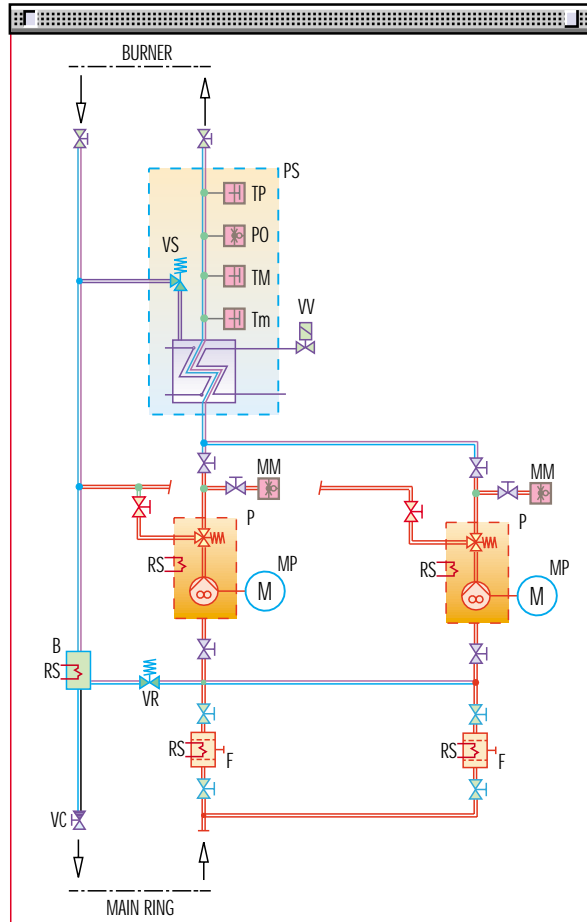 BURNER
PS
TP
VS
PO
TM
VV
Tm
MM
MM
P
P
RS
MP
RS
MP
M
M
B
RS
VR
RS
F
RS
F
VC
MAIN RING